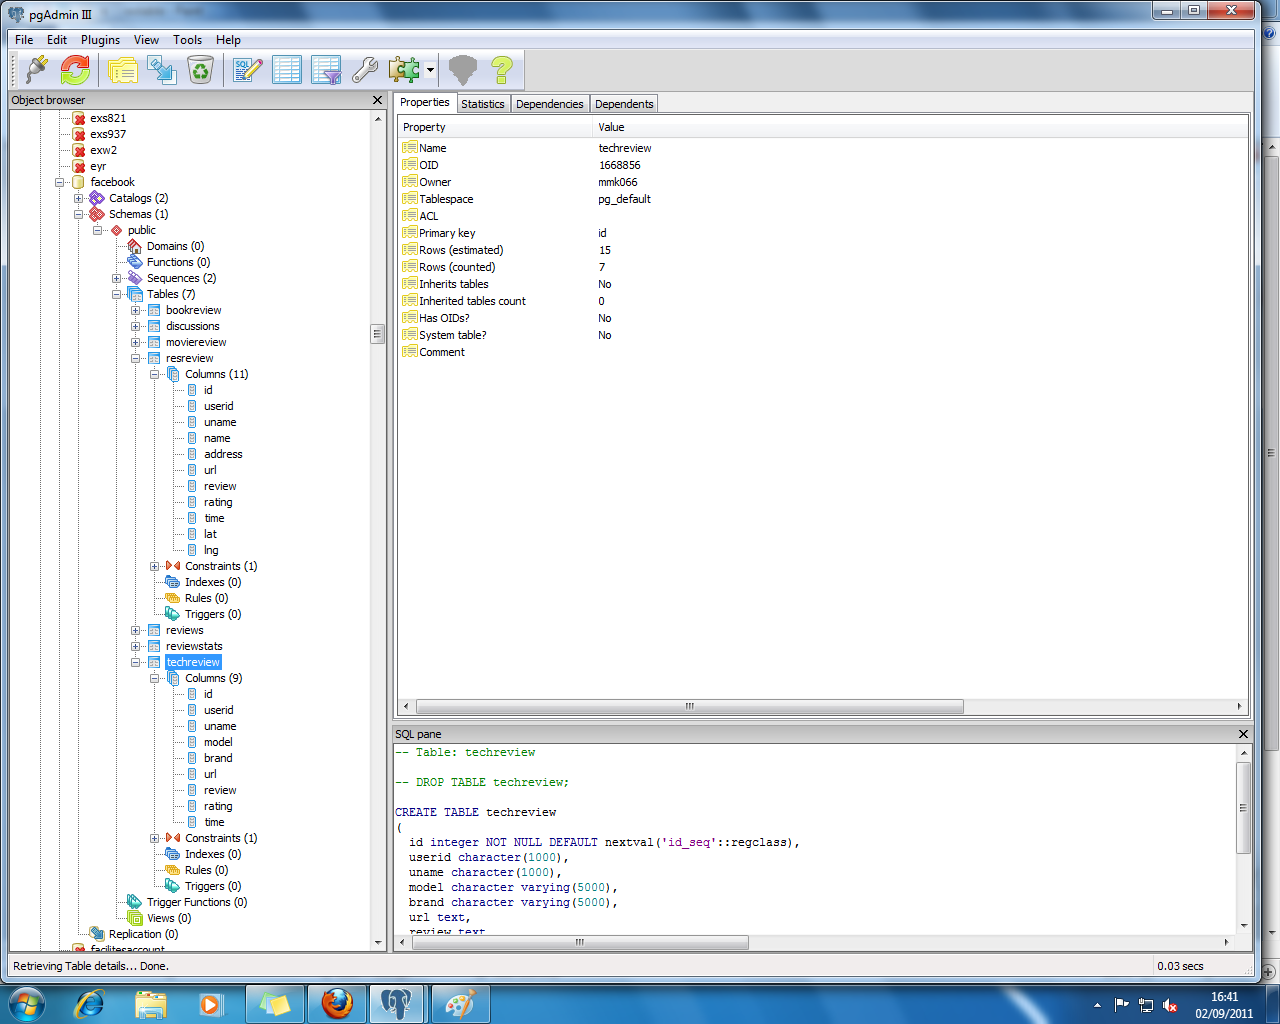 pgAdmin III
File Edit Plugins View Tools Help
SQL
Object browser
exs821
exs937
exw2
eyr
facebook
Catalogs (2)
Schemas (1)
public
Domains (0)
Functions (0)
Sequences (2)
Tables (7)
bookreview
discussions
moviereview
resreview
Columns (11)
id
userid
uname
name
address
url
review
rating
time
lat
lng
Constraints (1)
Indexes (0)
Rules (0)
Triggers (0)
reviews
reviewstats
techreview
Columns (9)
id
userid
uname
model
brand
url
review
rating
time
Constraints (1)
Indexes (0)
Rules (0)
Triggers (0)
Trigger Functions (0)
Views (0)
Replication (0)
facilitesaccount
Properties Statistics Dependencies Dependents
Property Value
Name techreview
OID 1668856
Owner mmk066
Tablespace pg_default
ACL
Primary key id
Rows (estimated) 15
Rows (counted) 7
Inherits tables No
Inherited tables count 0
Has OIDs? No
System table? No
Comment
SQL pane
-- Table: techreview
-- DROP TABLE techreview;
CREATE TABLE techreview
(
id integer NOT NULL DEFAULT nextval('id_seq'::regclass),
userid character(1000),
uname character(1000),
model character varying(5000),
brand character varying(5000),
url text,
review text,
Retrieving Table details... Done.
0.03 secs
16:41
02/09/2011